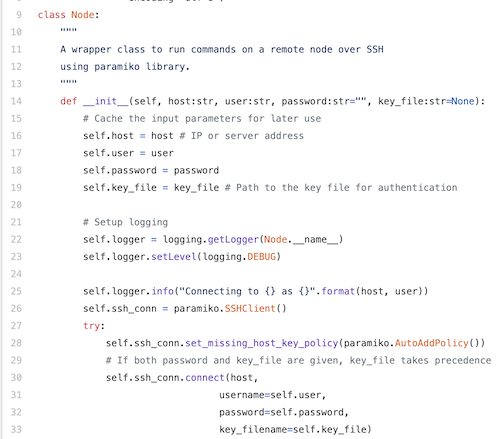 9 class Node:
10 """
11 A wrapper class to run commands on a remote node over SSH
12 using paramiko library.
13 """
14 def __init__(self, host:str, user:str, password:str="", key_file:str=None):
15 # Cache the input parameters for later use
16 self.host = host # IP or server address
17 self.user = user
18 self.password = password
19 self.key_file = key_file # Path to the key file for authentication
20
21 # Setup logging
22 self.logger = logging.getLogger(Node.__name__)
23 self.logger.setLevel(logging.DEBUG)
24
25 self.logger.info("Connecting to {} as {}".format(host, user))
26 self.ssh_conn = paramiko.SSHClient()
27 try:
28 self.ssh_conn.set_missing_host_key_policy(paramiko.AutoAddPolicy())
29 # If both password and key_file are given, key_file takes precedence
30 self.ssh_conn.connect(host,
31 username=self.user,
32 password=self.password,
33 key_filename=self.key_file)